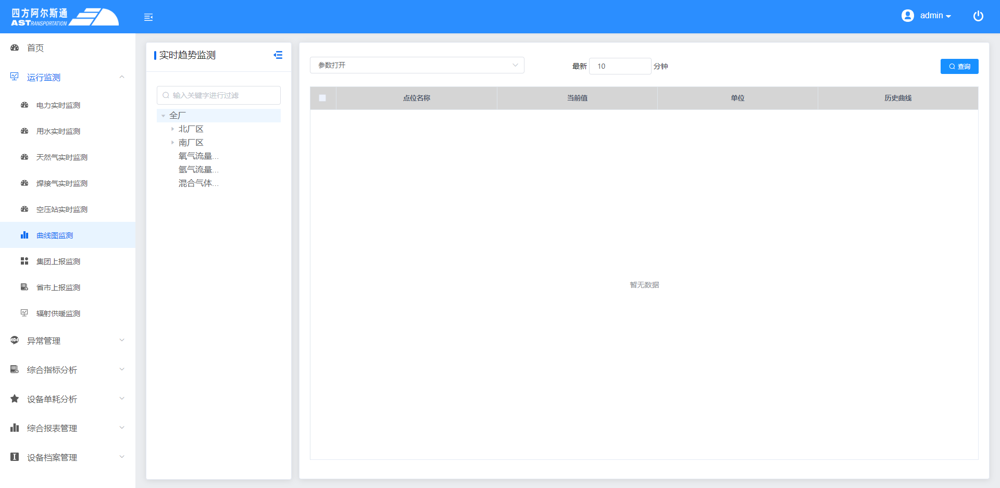 四方阿尔斯通
ASTRANSPORTATION
admin
首页
运行监测
电力实时监测
用水实时监测
天然气实时监测
焊接气实时监测
空压站实时监测
曲线图监测
集团上报监测
省市上报监测
辐射供暖监测
异常管理
综合指标分析
设备单耗分析
综合报表管理
设备档案管理
实时趋势监测
输入关键字进行过滤
全厂
北厂区
南厂区
氧气流量...
氩气流量...
混合气体...
参数打开
最新 10 分钟
查询
点位名称 当前值 单位 历史曲线
暂无数据